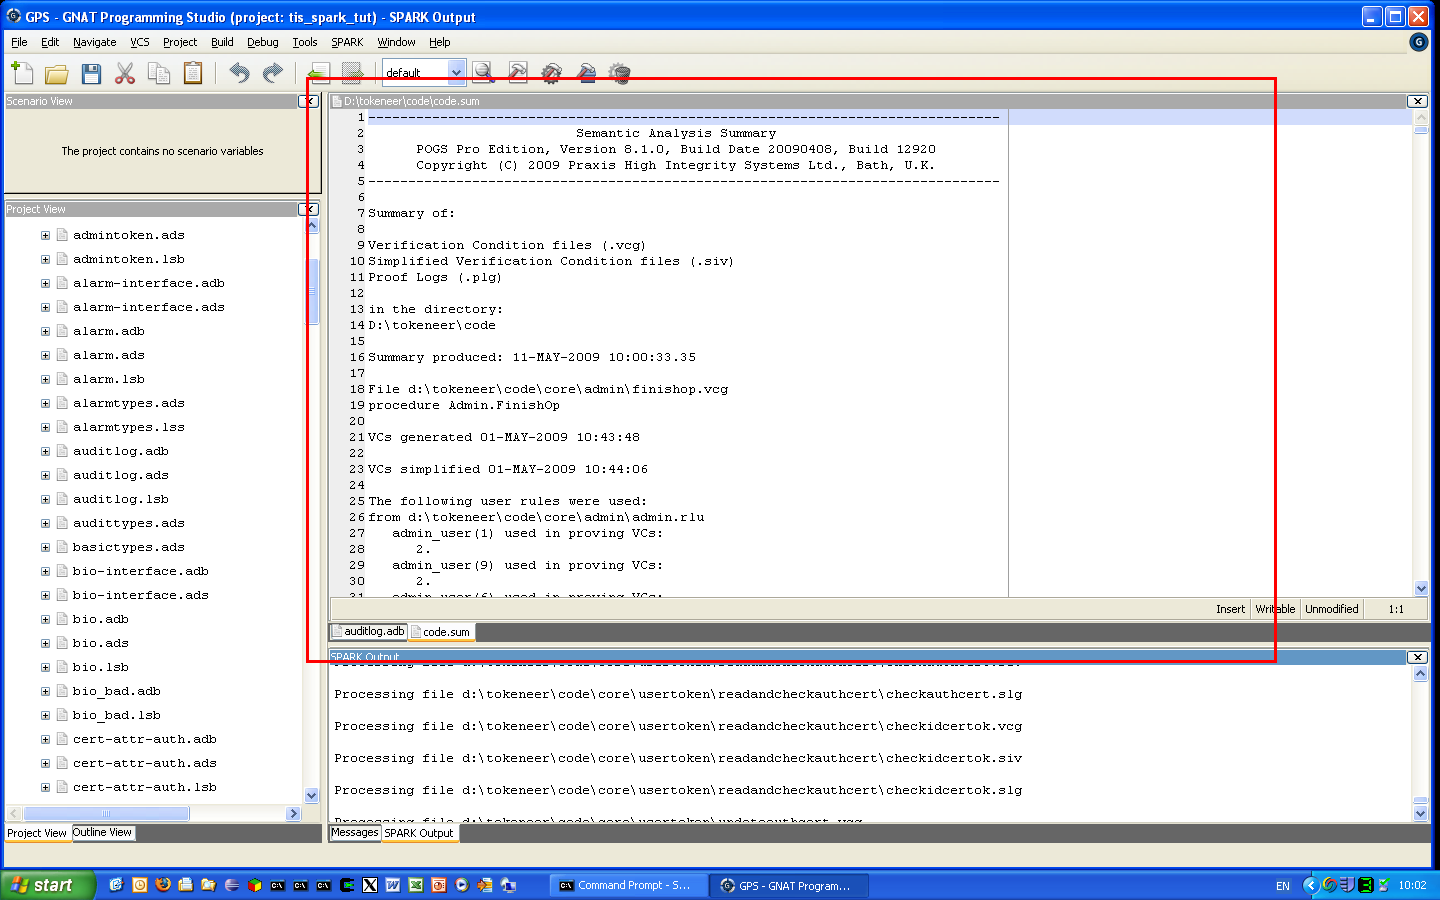 GPS - GNAT Programming Studio (project: tis_spark_tut) - SPARK Output
File Edit Navigate VCS Project Build Debug Tools SPARK Window Help
default
Scenario View
The project contains no scenario variables
Project View
admintoken.ads
admintoken.lsb
alarm-interface.adb
alarm-interface.ads
alarm.adb
alarm.ads
alarm.lsb
alarmtypes.ads
alarmtypes.lss
auditlog.adb
auditlog.ads
auditlog.lsb
audittypes.ads
basictypes.ads
bio-interface.adb
bio-interface.ads
bio.adb
bio.ads
bio.lsb
bio_bad.adb
bio_bad.lsb
cert-attr-auth.adb
cert-attr-auth.ads
cert-attr-auth.lsb
Project View Outline View
D:\tokeneer\code\code.sum
1 -------------------------------------------------------------------------------
2 Semantic Analysis Summary
3 POGS Pro Edition, Version 8.1.0, Build Date 20090408, Build 12920
4 Copyright (C) 2009 Praxis High Integrity Systems Ltd., Bath, U.K.
5 -------------------------------------------------------------------------------
6
7 Summary of:
8
9 Verification Condition files (.vcg)
10 Simplified Verification Condition files (.siv)
11 Proof Logs (.plg)
12
13 in the directory:
14 D:\tokeneer\code
15
16 Summary produced: 11-MAY-2009 10:00:33.35
17
18 File d:\tokeneer\code\core\admin\finishop.vcg
19 procedure Admin.FinishOp
20
21 VCs generated 01-MAY-2009 10:43:48
22
23 VCs simplified 01-MAY-2009 10:44:06
24
25 The following user rules were used:
26 from d:\tokeneer\code\core\admin\admin.rlu
27 admin_user(1) used in proving VCs:
28 2.
29 admin_user(9) used in proving VCs:
30 2.
31 admin_user(6) used in proving VCs:
Insert Writable Unmodified 1:1
auditlog.adb code.sum
SPARK Output
Processing file d:\tokeneer\code\core\usertoken\readandcheckauthcert\checkauthcert.slg
Processing file d:\tokeneer\code\core\usertoken\readandcheckauthcert\checkidcertok.vcg
Processing file d:\tokeneer\code\core\usertoken\readandcheckauthcert\checkidcertok.siv
Processing file d:\tokeneer\code\core\usertoken\readandcheckauthcert\checkidcertok.slg
Processing file d:\tokeneer\code\core\usertoken\updateauthcert.vcg
Messages SPARK Output
start Command Prompt - S... GPS - GNAT Program... EN 10:02